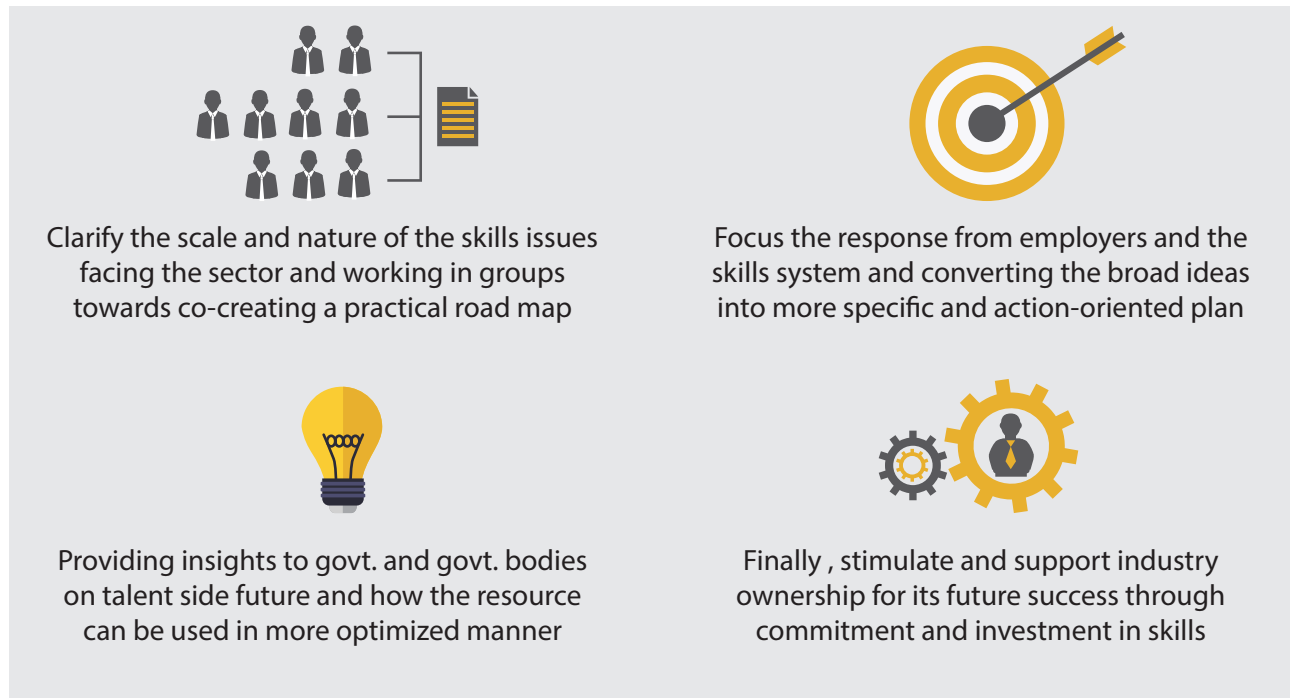 Clarify the scale and nature of the skills issues
facing the sector and working in groups
towards co-creating a practical road map
Focus the response from employers and the
skills system and converting the broad ideas
into more specific and action-oriented plan
Providing insights to govt. and govt. bodies
on talent side future and how the resource
can be used in more optimized manner
Finally , stimulate and support industry
ownership for its future success through
commitment and investment in skills